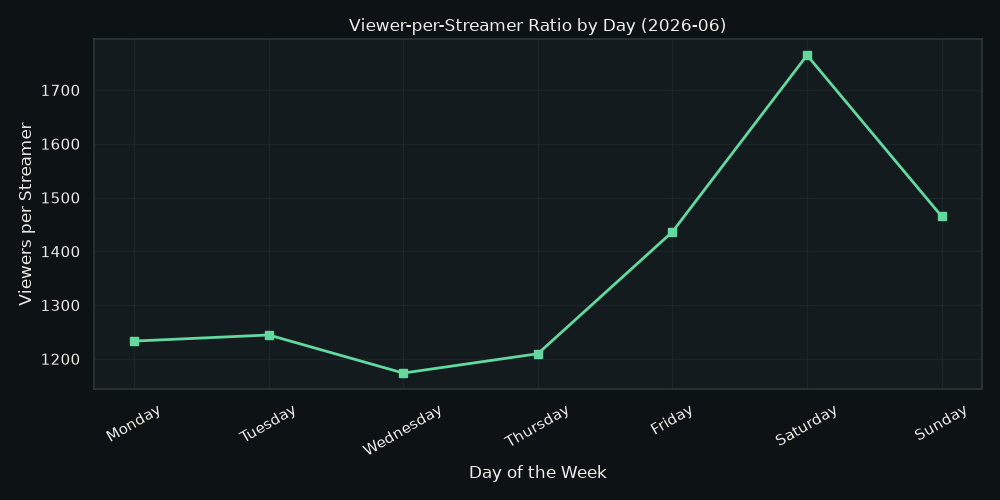 Viewer-per-Streamer Ratio by Day (2026-06)
Viewers per Streamer
1700
1600
1500
1400
1300
1200
Monday
Tuesday
Wednesday
Thursday
Friday
Saturday
Sunday
Day of the Week